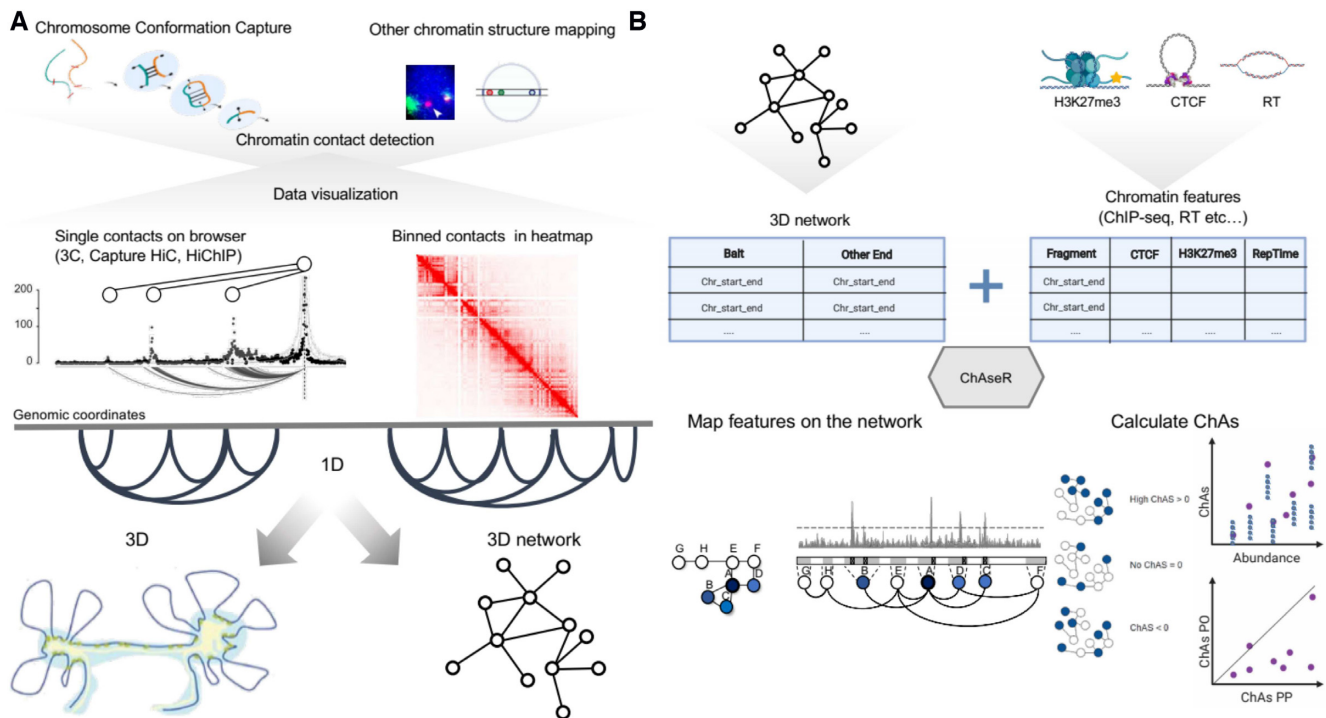 A
Chromosome Conformation Capture
Other chromatin structure mapping
Chromatin contact detection
Data visualization
Single contacts on browser
(3C, Capture HiC, HiChIP)
Binned contacts in heatmap
200
100
0
Genomic coordinates
1D
3D
3D network
B
H3K27me3
CTCF
RT
3D network
Chromatin features
(ChIP-seq, RT etc...)
Bait
Other End
Chr_start_end
Chr_start_end
Chr_start_end
Chr_start_end
....
....
Fragment
CTCF
H3K27me3
RepTime
Chr_start_end
Chr_start_end
....
....
....
....
ChAseR
Map features on the network
Calculate ChAs
G
H
E
F
A
D
B
C
G
H
B
E
A
D
C
F
High ChAS > 0
No ChAS = 0
ChAS < 0
ChAs
Abundance
ChAs PO
ChAs PP